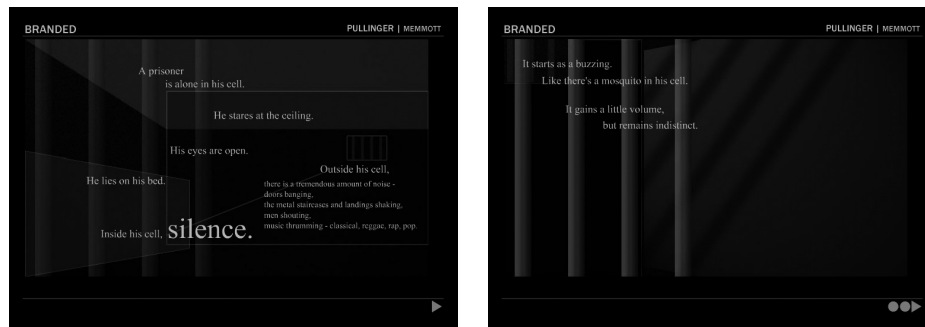 BRANDED
PULLINGER | MEMMOTT
A prisoner
is alone in his cell.
He stares at the ceiling.
His eyes are open.
Outside his cell,
He lies on his bed.
there is a tremendous amount of noise -
doors banging,
the metal staircases and landings shaking,
men shouting,
music thrumming - classical, reggae, rap, pop.
Inside his cell, silence.
BRANDED
PULLINGER | MEMMOTT
It starts as a buzzing.
Like there's a mosquito in his cell.
It gains a little volume,
but remains indistinct.